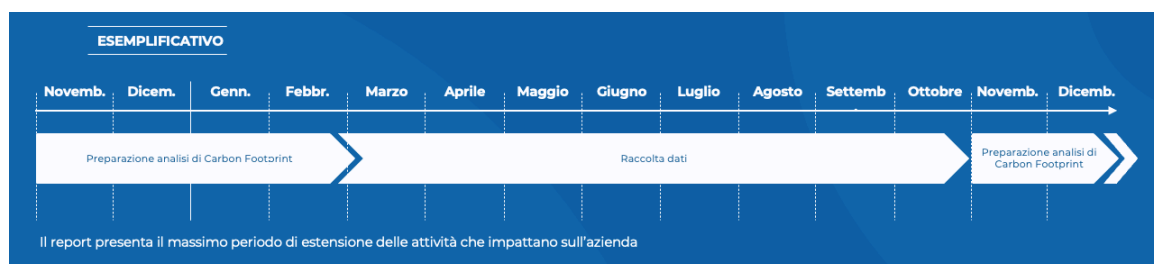 ESEMPLIFICATIVO
Novemb. Dicem. Genn. Febbr. Marzo Aprile Maggio Giugno Luglio Agosto Settemb Ottobre Novemb. Dicemb.
Preparazione analisi di Carbon Footprint
Raccolta dati
Preparazione analisi di
Carbon Footprint
Il report presenta il massimo periodo di estensione delle attività che impattano sull'azienda